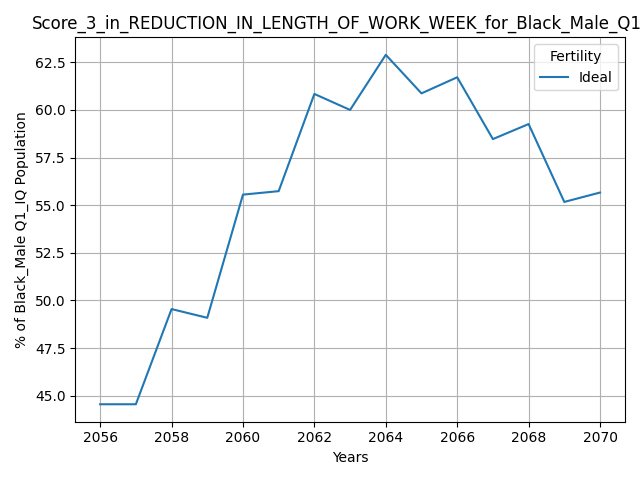 Score_3_in_REDUCTION_IN_LENGTH_OF_WORK_WEEK_for_Black_Male_Q1
Fertility
Ideal
62.5
60.0
57.5
55.0
52.5
50.0
47.5
45.0
% of Black_Male Q1_IQ Population
2056 2058 2060 2062 2064 2066 2068 2070
Years